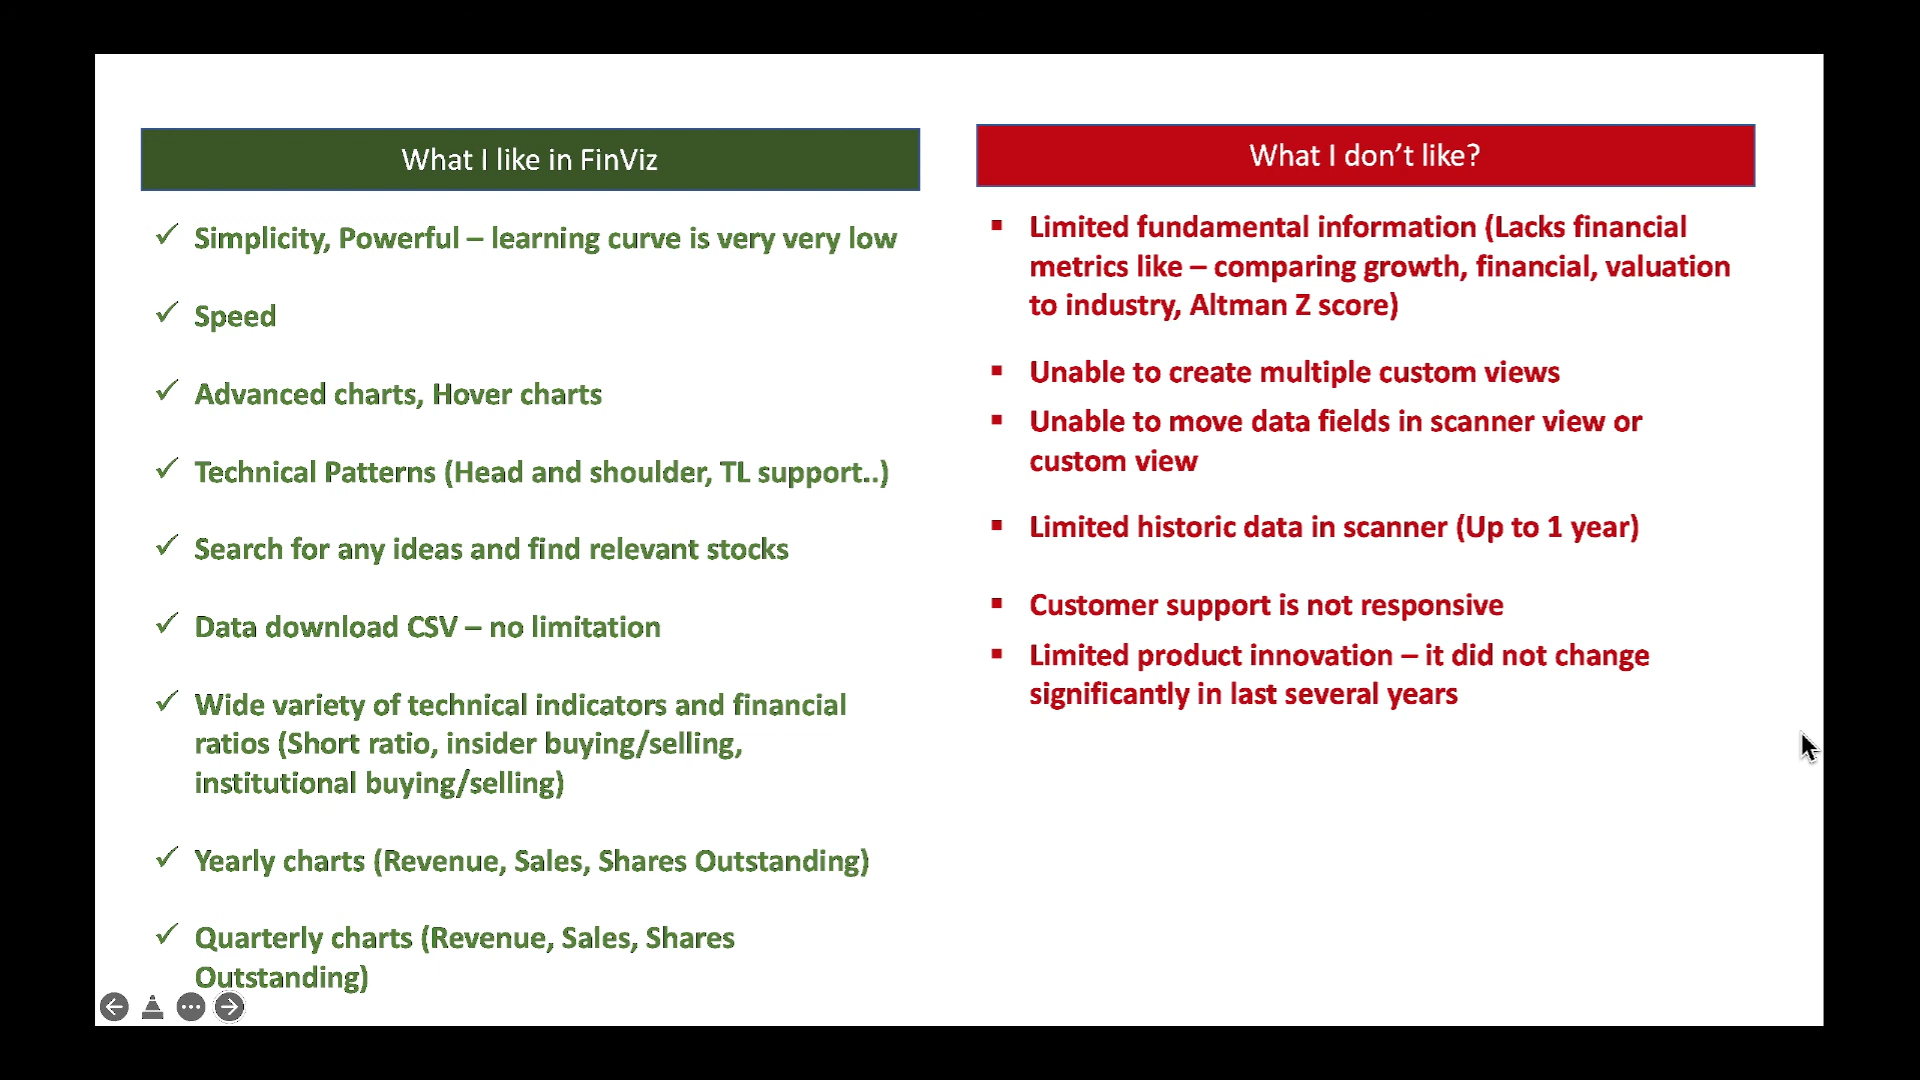 What I like in FinViz
Simplicity, Powerful – learning curve is very very low
Speed
Advanced charts, Hover charts
Technical Patterns (Head and shoulder, TL support..)
Search for any ideas and find relevant stocks
Data download CSV – no limitation
Wide variety of technical indicators and financial
ratios (Short ratio, insider buying/selling,
institutional buying/selling)
Yearly charts (Revenue, Sales, Shares Outstanding)
Quarterly charts (Revenue, Sales, Shares
Outstanding)
What I don’t like?
Limited fundamental information (Lacks financial
metrics like – comparing growth, financial, valuation
to industry, Altman Z score)
Unable to create multiple custom views
Unable to move data fields in scanner view or
custom view
Limited historic data in scanner (Up to 1 year)
Customer support is not responsive
Limited product innovation – it did not change
significantly in last several years